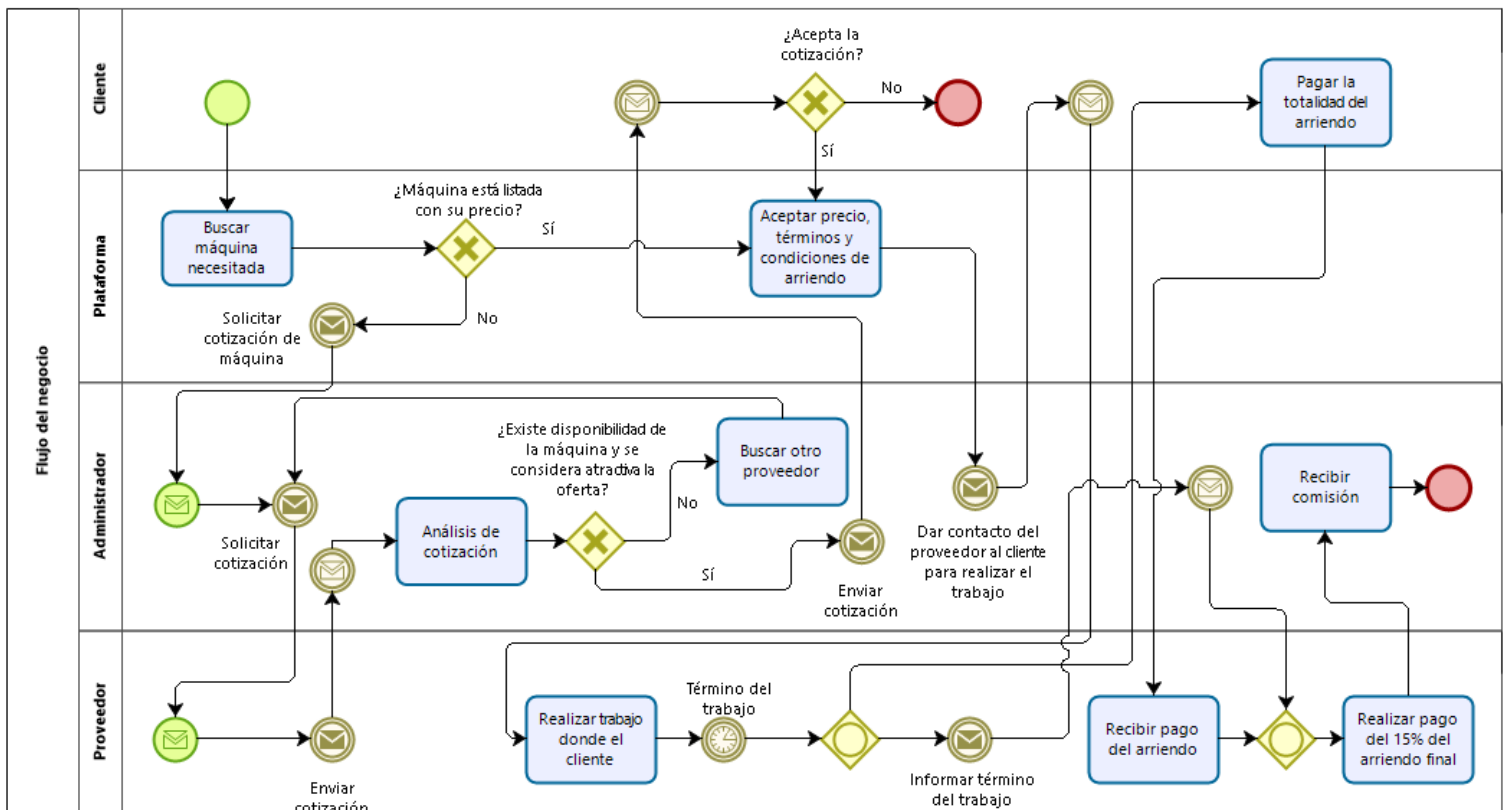 Flujo del negocio
Cliente
¿Acepta la
cotización?
No
Sí
Pagar la
totalidad del
arriendo
Plataforma
Buscar
máquina
necesitada
¿Máquina está listada
con su precio?
Sí
No
Aceptar precio,
términos y
condiciones de
arriendo
Solicitar
cotización de
máquina
Administrador
Solicitar
cotización
Análisis de
cotización
¿Existe disponibilidad de
la máquina y se
considera atractiva la
oferta?
No
Sí
Buscar otro
proveedor
Enviar
cotización
Dar contacto del
proveedor al cliente
para realizar el
trabajo
Recibir
comisión
Proveedor
Enviar
cotización
Realizar trabajo
donde el
cliente
Término del
trabajo
Informar término
del trabajo
Recibir pago
del arriendo
Realizar pago
del 15% del
arriendo final